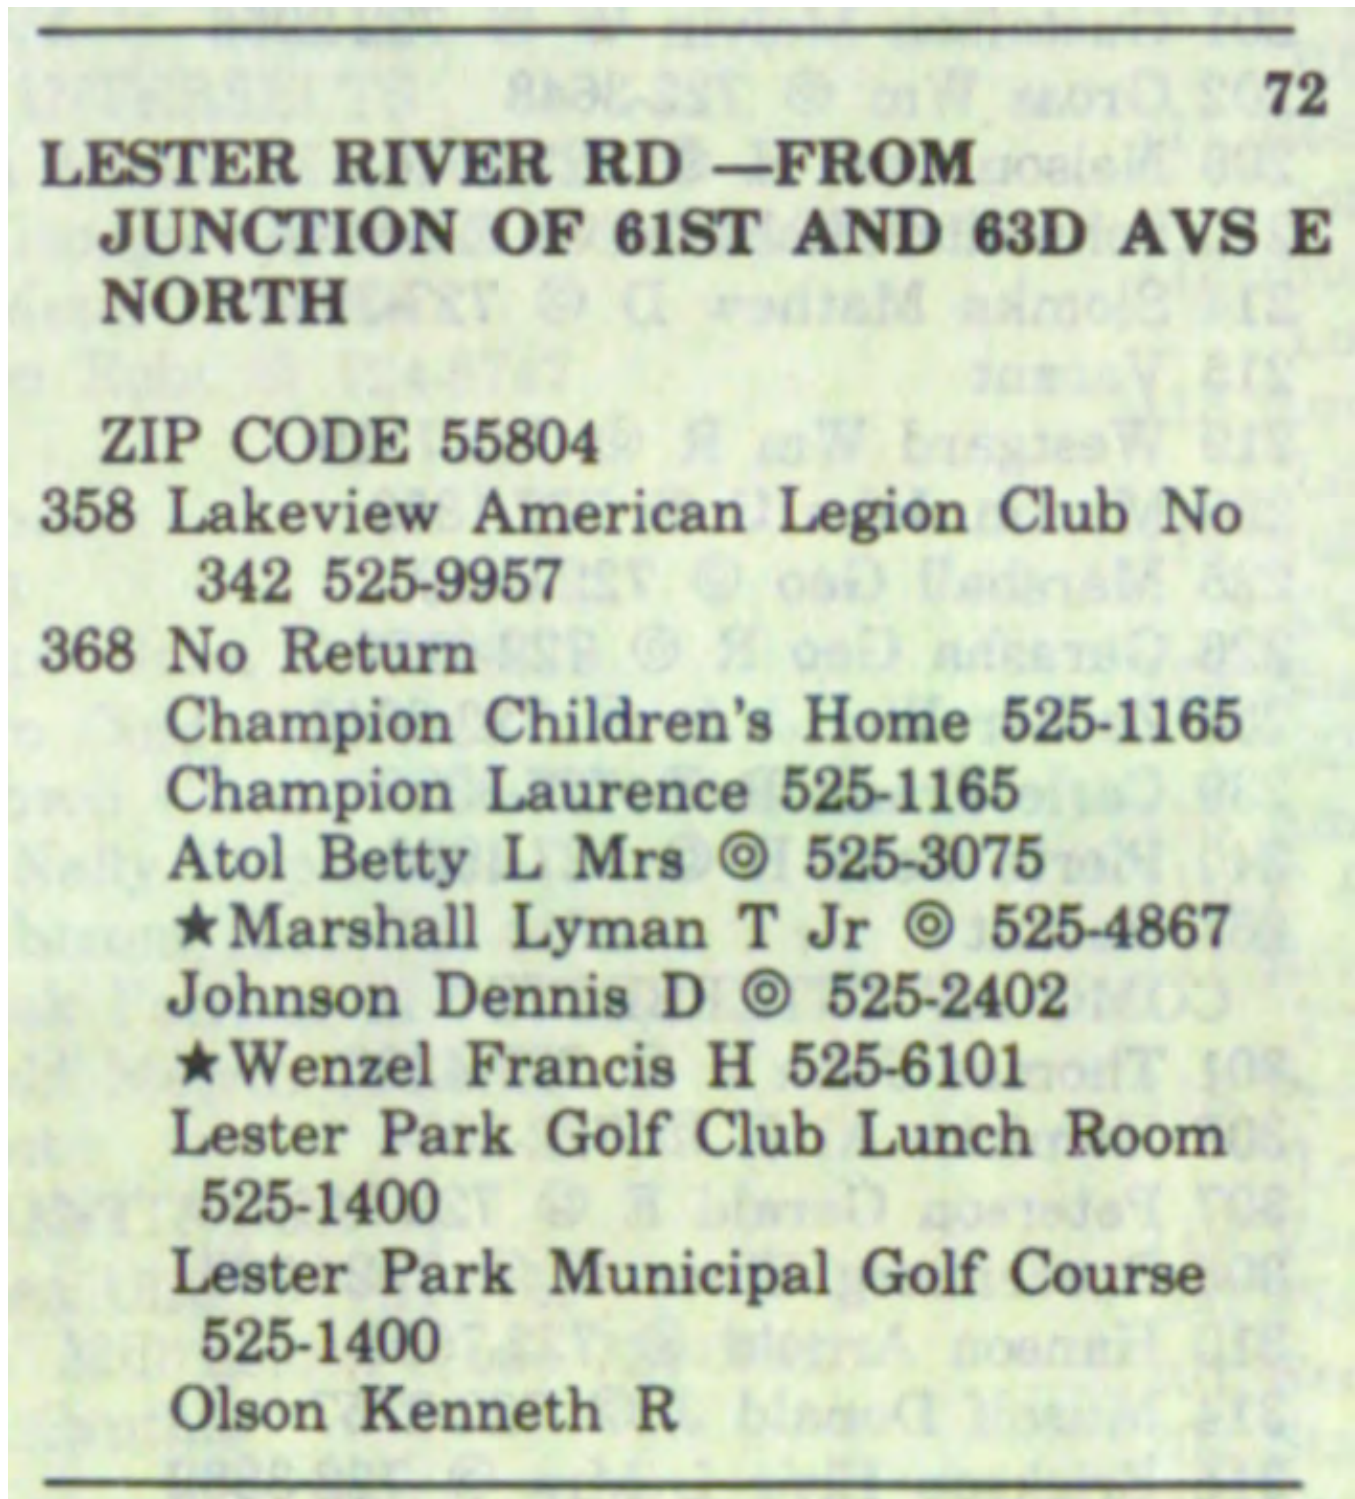 72
LESTER RIVER RD —FROM
JUNCTION OF 61ST AND 63D AVS E
NORTH
ZIP CODE 55804
358 Lakeview American Legion Club No
342 525-9957
368 No Return
Champion Children's Home 525-1165
Champion Laurence 525-1165
Atol Betty L Mrs ◎ 525-3075
★Marshall Lyman T Jr ◎ 525-4867
Johnson Dennis D ◎ 525-2402
★Wenzel Francis H 525-6101
Lester Park Golf Club Lunch Room
525-1400
Lester Park Municipal Golf Course
525-1400
Olson Kenneth R